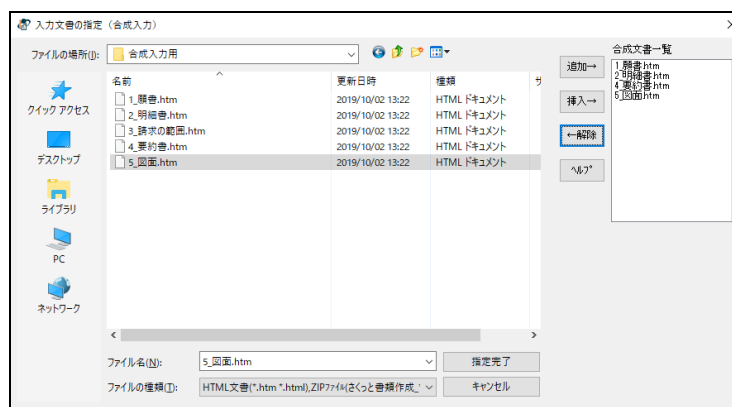 入力文書の指定（合成入力）
ファイルの場所(I):
合成入力用
名前
更新日時
種類
サ
1_願書.htm
2019/10/02 13:22
HTML ドキュメント
2_明細書.htm
2019/10/02 13:22
HTML ドキュメント
3_請求の範囲.htm
2019/10/02 13:22
HTML ドキュメント
4_要約書.htm
2019/10/02 13:22
HTML ドキュメント
5_図面.htm
2019/10/02 13:22
HTML ドキュメント
クイック アクセス
デスクトップ
ライブラリ
PC
ネットワーク
ファイル名(N):
5_図面.htm
指定完了
ファイルの種類(T):
HTML文書(*.htm *.html),ZIPファイル(さくっと書類作成_
キャンセル
追加→
挿入→
←解除
ヘルプ
合成文書一覧
1_願書.htm
2_明細書.htm
4_要約書.htm
5_図面.htm